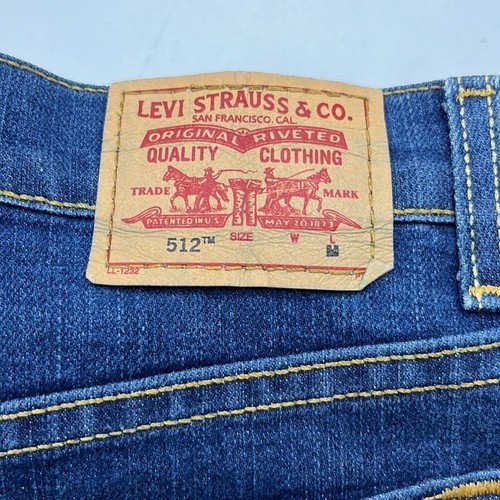 LEVI STRAUSS & CO.
SAN FRANCISCO, CAL.
ORIGINAL RIVETED
QUALITY CLOTHING
TRADE MARK
PATENTED IN U.S. MAY 20 1873
SIZE W L
512™
LL-1232